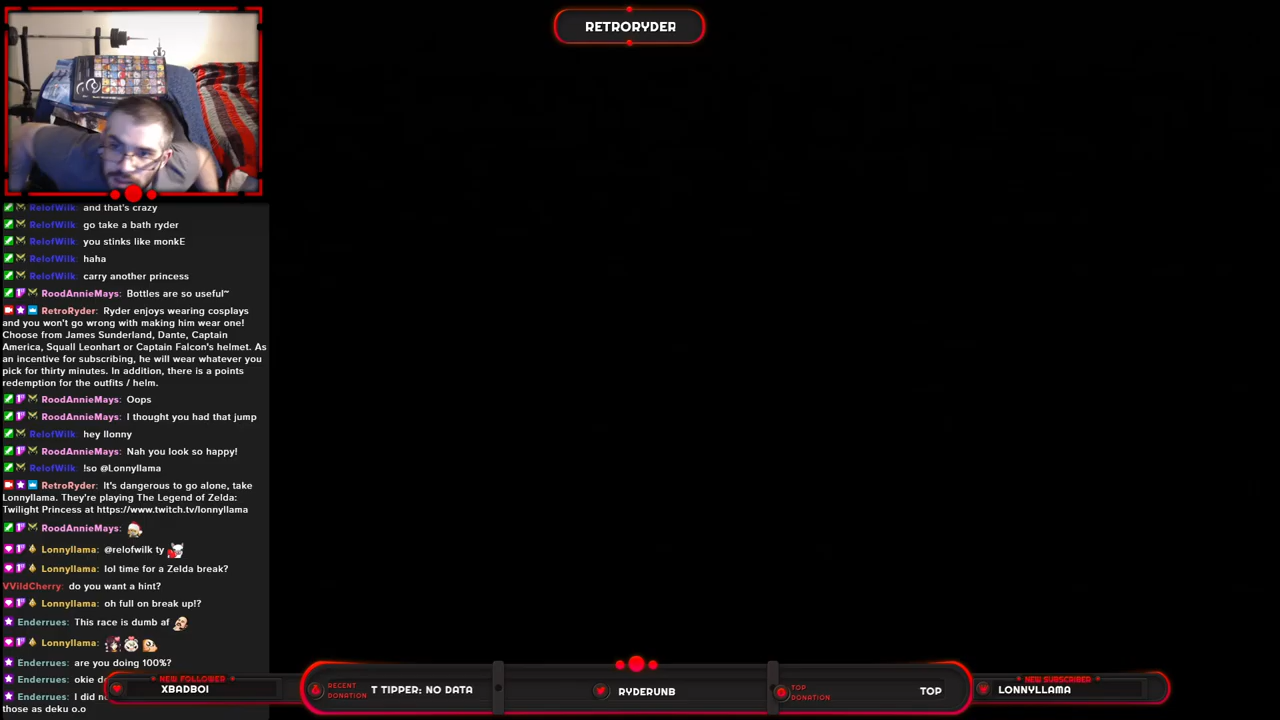 RETRORYDER
RelofWilk: and that's crazy
RelofWilk: go take a bath ryder
RelofWilk: you stinks like monkE
RelofWilk: haha
RelofWilk: carry another princess
RoodAnnieMays: Bottles are so useful~
RetroRyder: Ryder enjoys wearing cosplays
and you won't go wrong with making him wear one!
Choose from James Sunderland, Dante, Captain
America, Squall Leonhart or Captain Falcon's helmet. As
an incentive for subscribing, he will wear whatever you
pick for thirty minutes. In addition, there is a points
redemption for the outfits / helm.
RoodAnnieMays: Oops
RoodAnnieMays: I thought you had that jump
RelofWilk: hey llonny
RoodAnnieMays: Nah you look so happy!
RelofWilk: !so @Lonnyllama
RetroRyder: It's dangerous to go alone, take
Lonnyllama. They're playing The Legend of Zelda:
Twilight Princess at https://www.twitch.tv/lonnyllama
RoodAnnieMays:
Lonnyllama: @relofwilk ty
Lonnyllama: lol time for a Zelda break?
VVildCherry: do you want a hint?
Lonnyllama: oh full on break up!?
Enderrues: This race is dumb af
Lonnyllama:
Enderrues: are you doing 100%?
Enderrues: okie
Enderrues: I did
those as deku o.o
NEW FOLLOWER
XBADBOI
RECENT
DONATION
T TIPPER: NO DATA
RYDERUNB
TOP
DONATION
TOP
NEW SUBSCRIBER
LONNYLLAMA